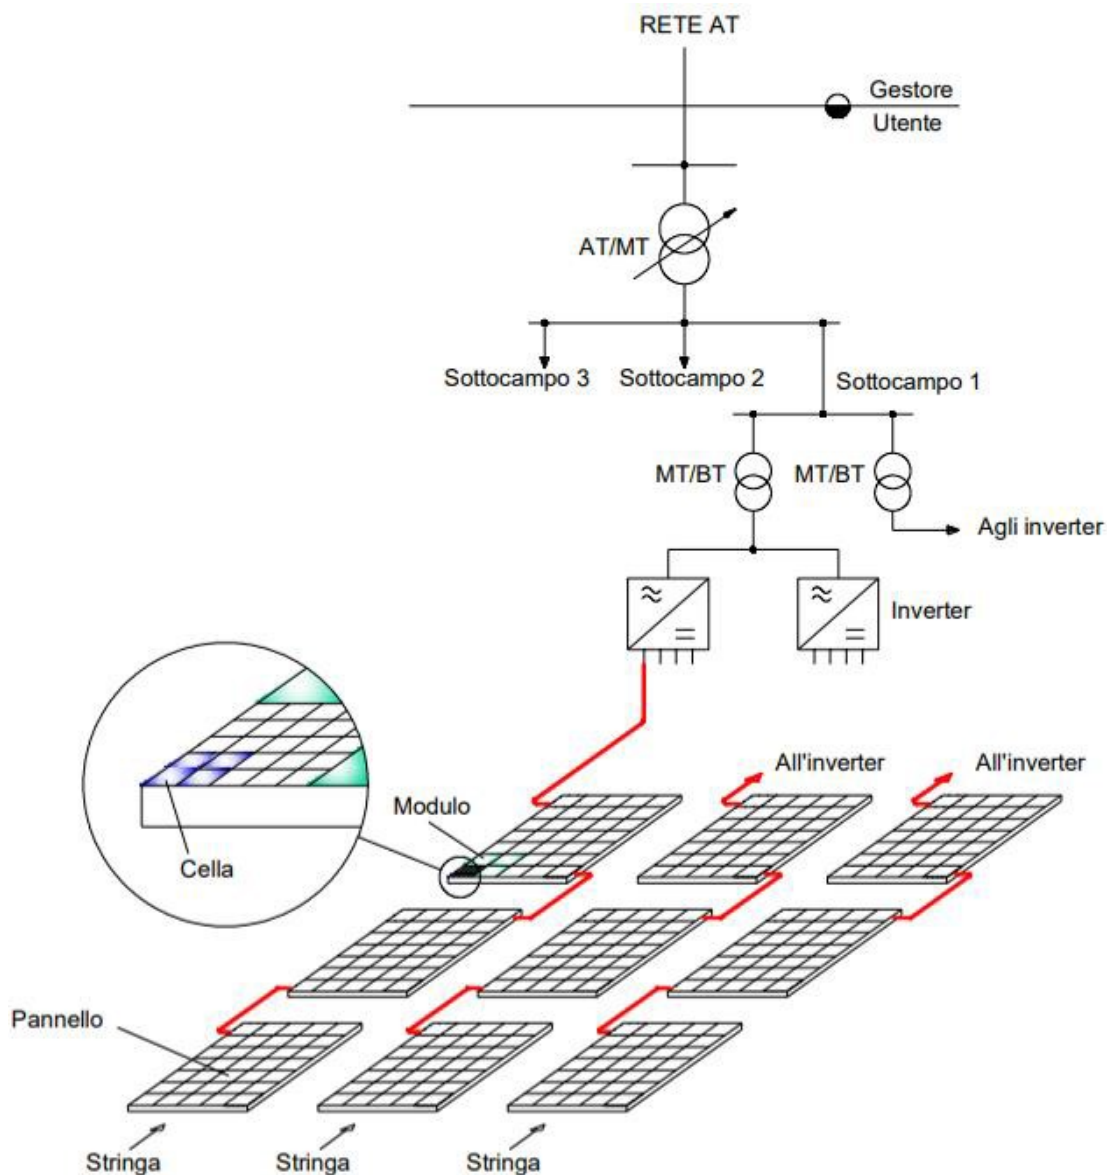 RETE AT
Gestore
Utente
AT/MT
Sottocampo 3
Sottocampo 2
Sottocampo 1
MT/BT
MT/BT
Agli inverter
Inverter
All'inverter
All'inverter
Modulo
Cella
Pannello
Stringa
Stringa
Stringa